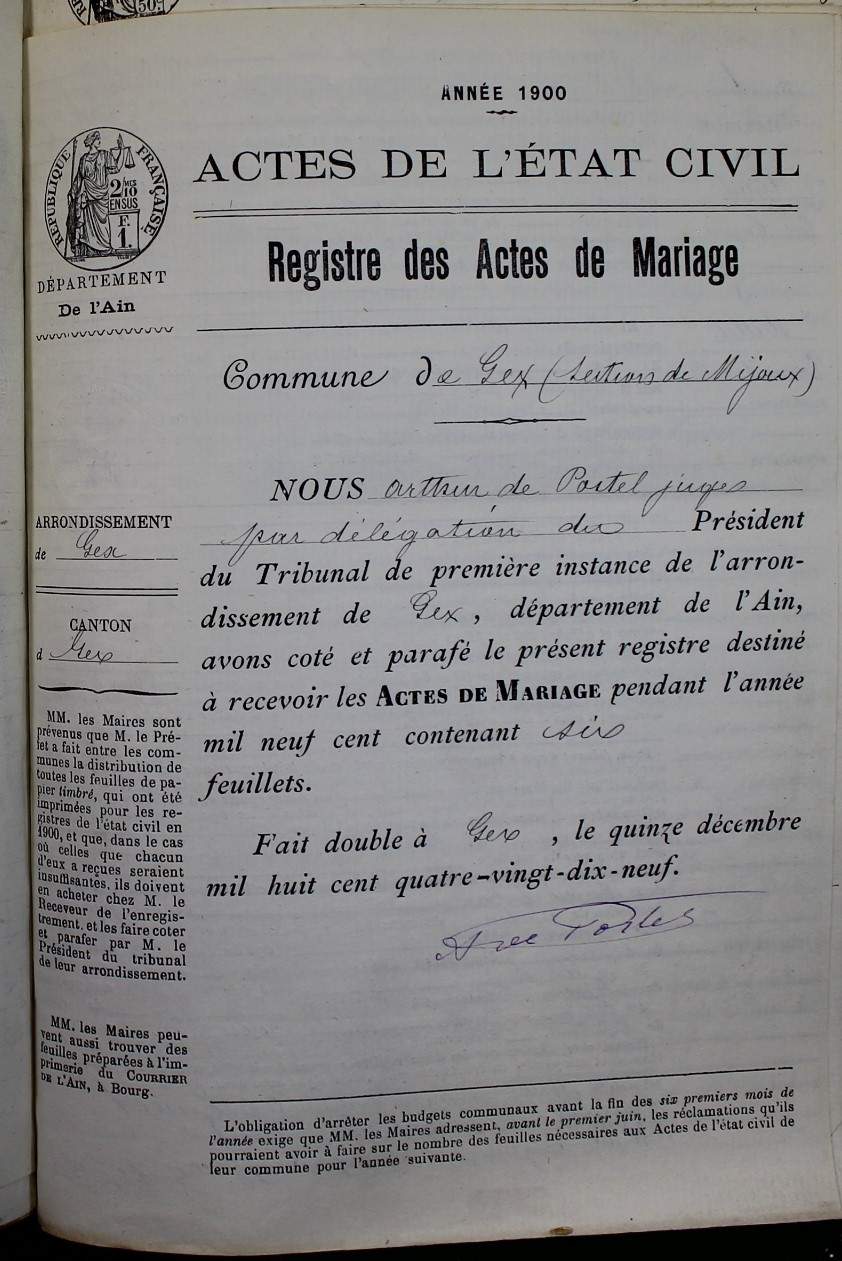 50
ANNÉE 1900
ACTES DE L'ÉTAT CIVIL
Registre des Actes de Mariage
RÉPUBLIQUE FRANÇAISE
2/10
EN SUS
F.
1.
DÉPARTEMENT
De l'Ain
Commune de Gex (section de Mijoux)
ARRONDISSEMENT
de Gex
CANTON
d Gex
MM. les Maires sont
prévenus que M. le Pré-
fet a fait entre les com-
munes la distribution de
toutes les feuilles de pa-
pier timbré, qui ont été
imprimées pour les re-
gistres de l'état civil en
1900, et que, dans le cas
où celles que chacun
d'eux a reçues seraient
insuffisantes, ils doivent
en acheter chez M. le
Receveur de l'enregis-
trement, et les faire coter
et parafer par M. le
Président du tribunal
de leur arrondissement.
MM. les Maires peu-
vent aussi trouver des
feuilles préparées à l'im-
primerie du COURRIER
DE L'AIN, à Bourg.
NOUS arthur de Postel juges
par délégation du Président
du Tribunal de première instance de l'arron-
dissement de Gex, département de l'Ain,
avons coté et parafé le présent registre destiné
à recevoir les ACTES DE MARIAGE pendant l'année
mil neuf cent contenant six
feuillets.
Fait double à Gex, le quinze décembre
mil huit cent quatre-vingt-dix-neuf.
L'obligation d'arrêter les budgets communaux avant la fin des six premiers mois de
l'année exige que MM. les Maires adressent, avant le premier juin, les réclamations qu'ils
pourraient avoir à faire sur le nombre des feuilles nécessaires aux Actes de l'état civil de
leur commune pour l'année suivante.